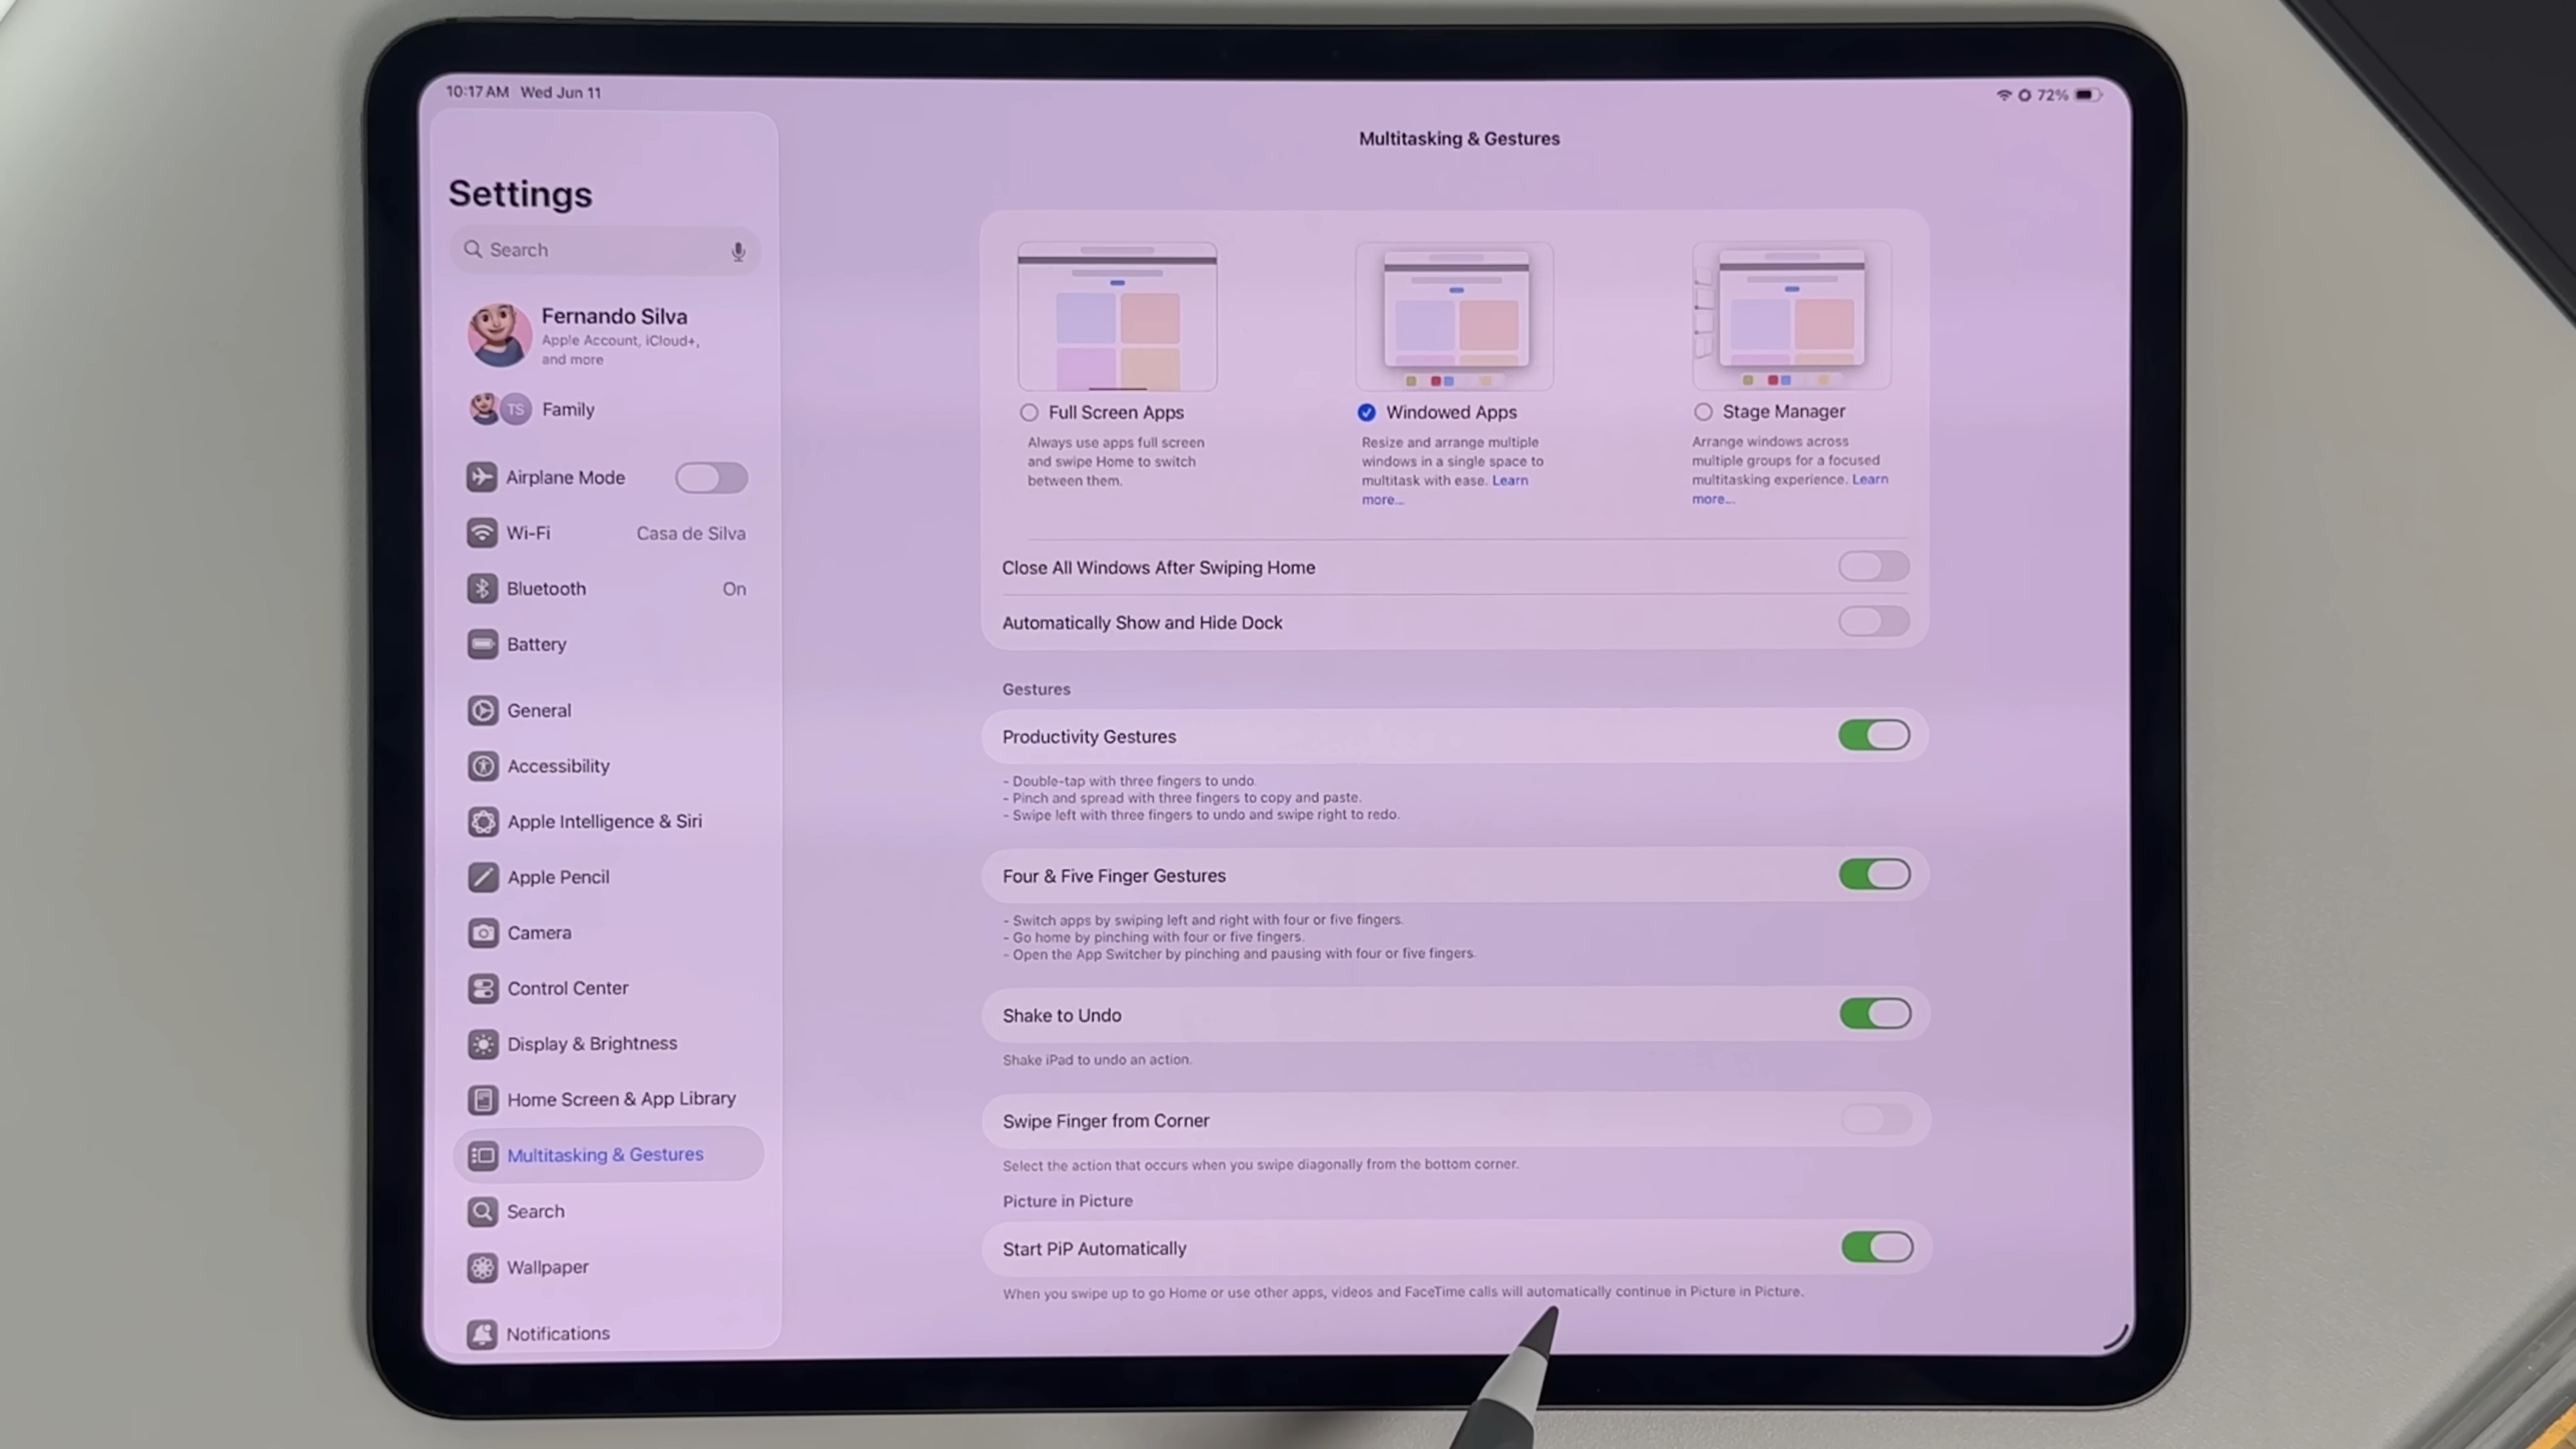 10:17 AM Wed Jun 11
72%
Settings
Search
Fernando Silva
Apple Account, iCloud+,
and more
TS Family
Airplane Mode
Wi-Fi Casa de Silva
Bluetooth On
Battery
General
Accessibility
Apple Intelligence & Siri
Apple Pencil
Camera
Control Center
Display & Brightness
Home Screen & App Library
Multitasking & Gestures
Search
Wallpaper
Notifications
Multitasking & Gestures
Full Screen Apps
Always use apps full screen
and swipe Home to switch
between them.
Windowed Apps
Resize and arrange multiple
windows in a single space to
multitask with ease. Learn
more...
Stage Manager
Arrange windows across
multiple groups for a focused
multitasking experience. Learn
more...
Close All Windows After Swiping Home
Automatically Show and Hide Dock
Gestures
Productivity Gestures
- Double-tap with three fingers to undo.
- Pinch and spread with three fingers to copy and paste.
- Swipe left with three fingers to undo and swipe right to redo.
Four & Five Finger Gestures
- Switch apps by swiping left and right with four or five fingers.
- Go home by pinching with four or five fingers.
- Open the App Switcher by pinching and pausing with four or five fingers.
Shake to Undo
Shake iPad to undo an action.
Swipe Finger from Corner
Select the action that occurs when you swipe diagonally from the bottom corner.
Picture in Picture
Start PiP Automatically
When you swipe up to go Home or use other apps, videos and FaceTime calls will automatically continue in Picture in Picture.